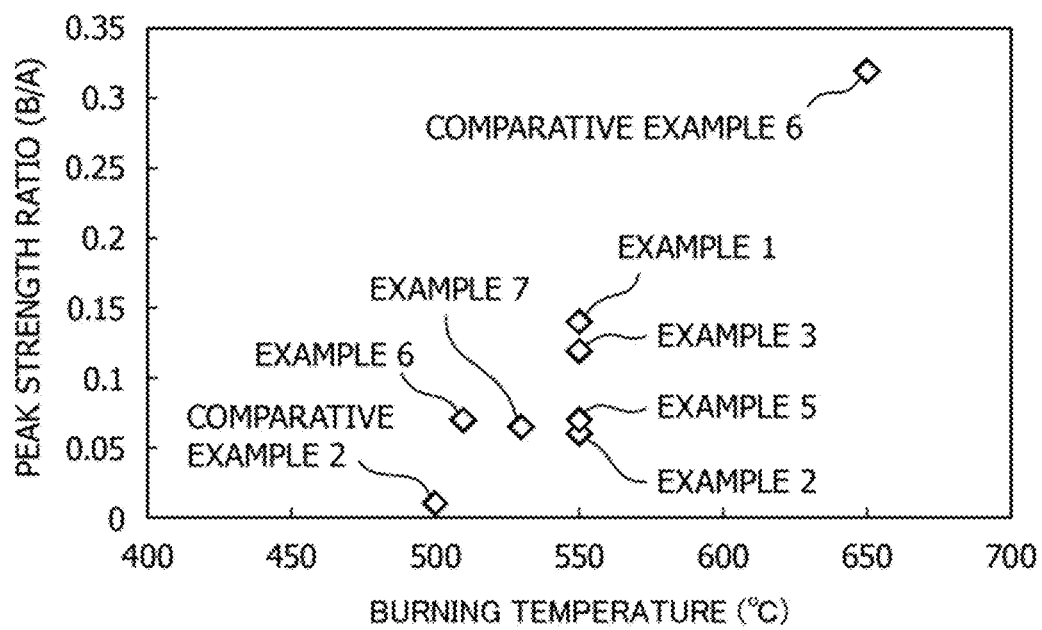 PEAK STRENGTH RATIO (B/A)
0.35
0.3
0.25
0.2
0.15
0.1
0.05
0
COMPARATIVE EXAMPLE 6
EXAMPLE 1
EXAMPLE 7
EXAMPLE 3
EXAMPLE 6
EXAMPLE 5
COMPARATIVE
EXAMPLE 2
EXAMPLE 2
400 450 500 550 600 650 700
BURNING TEMPERATURE (℃)